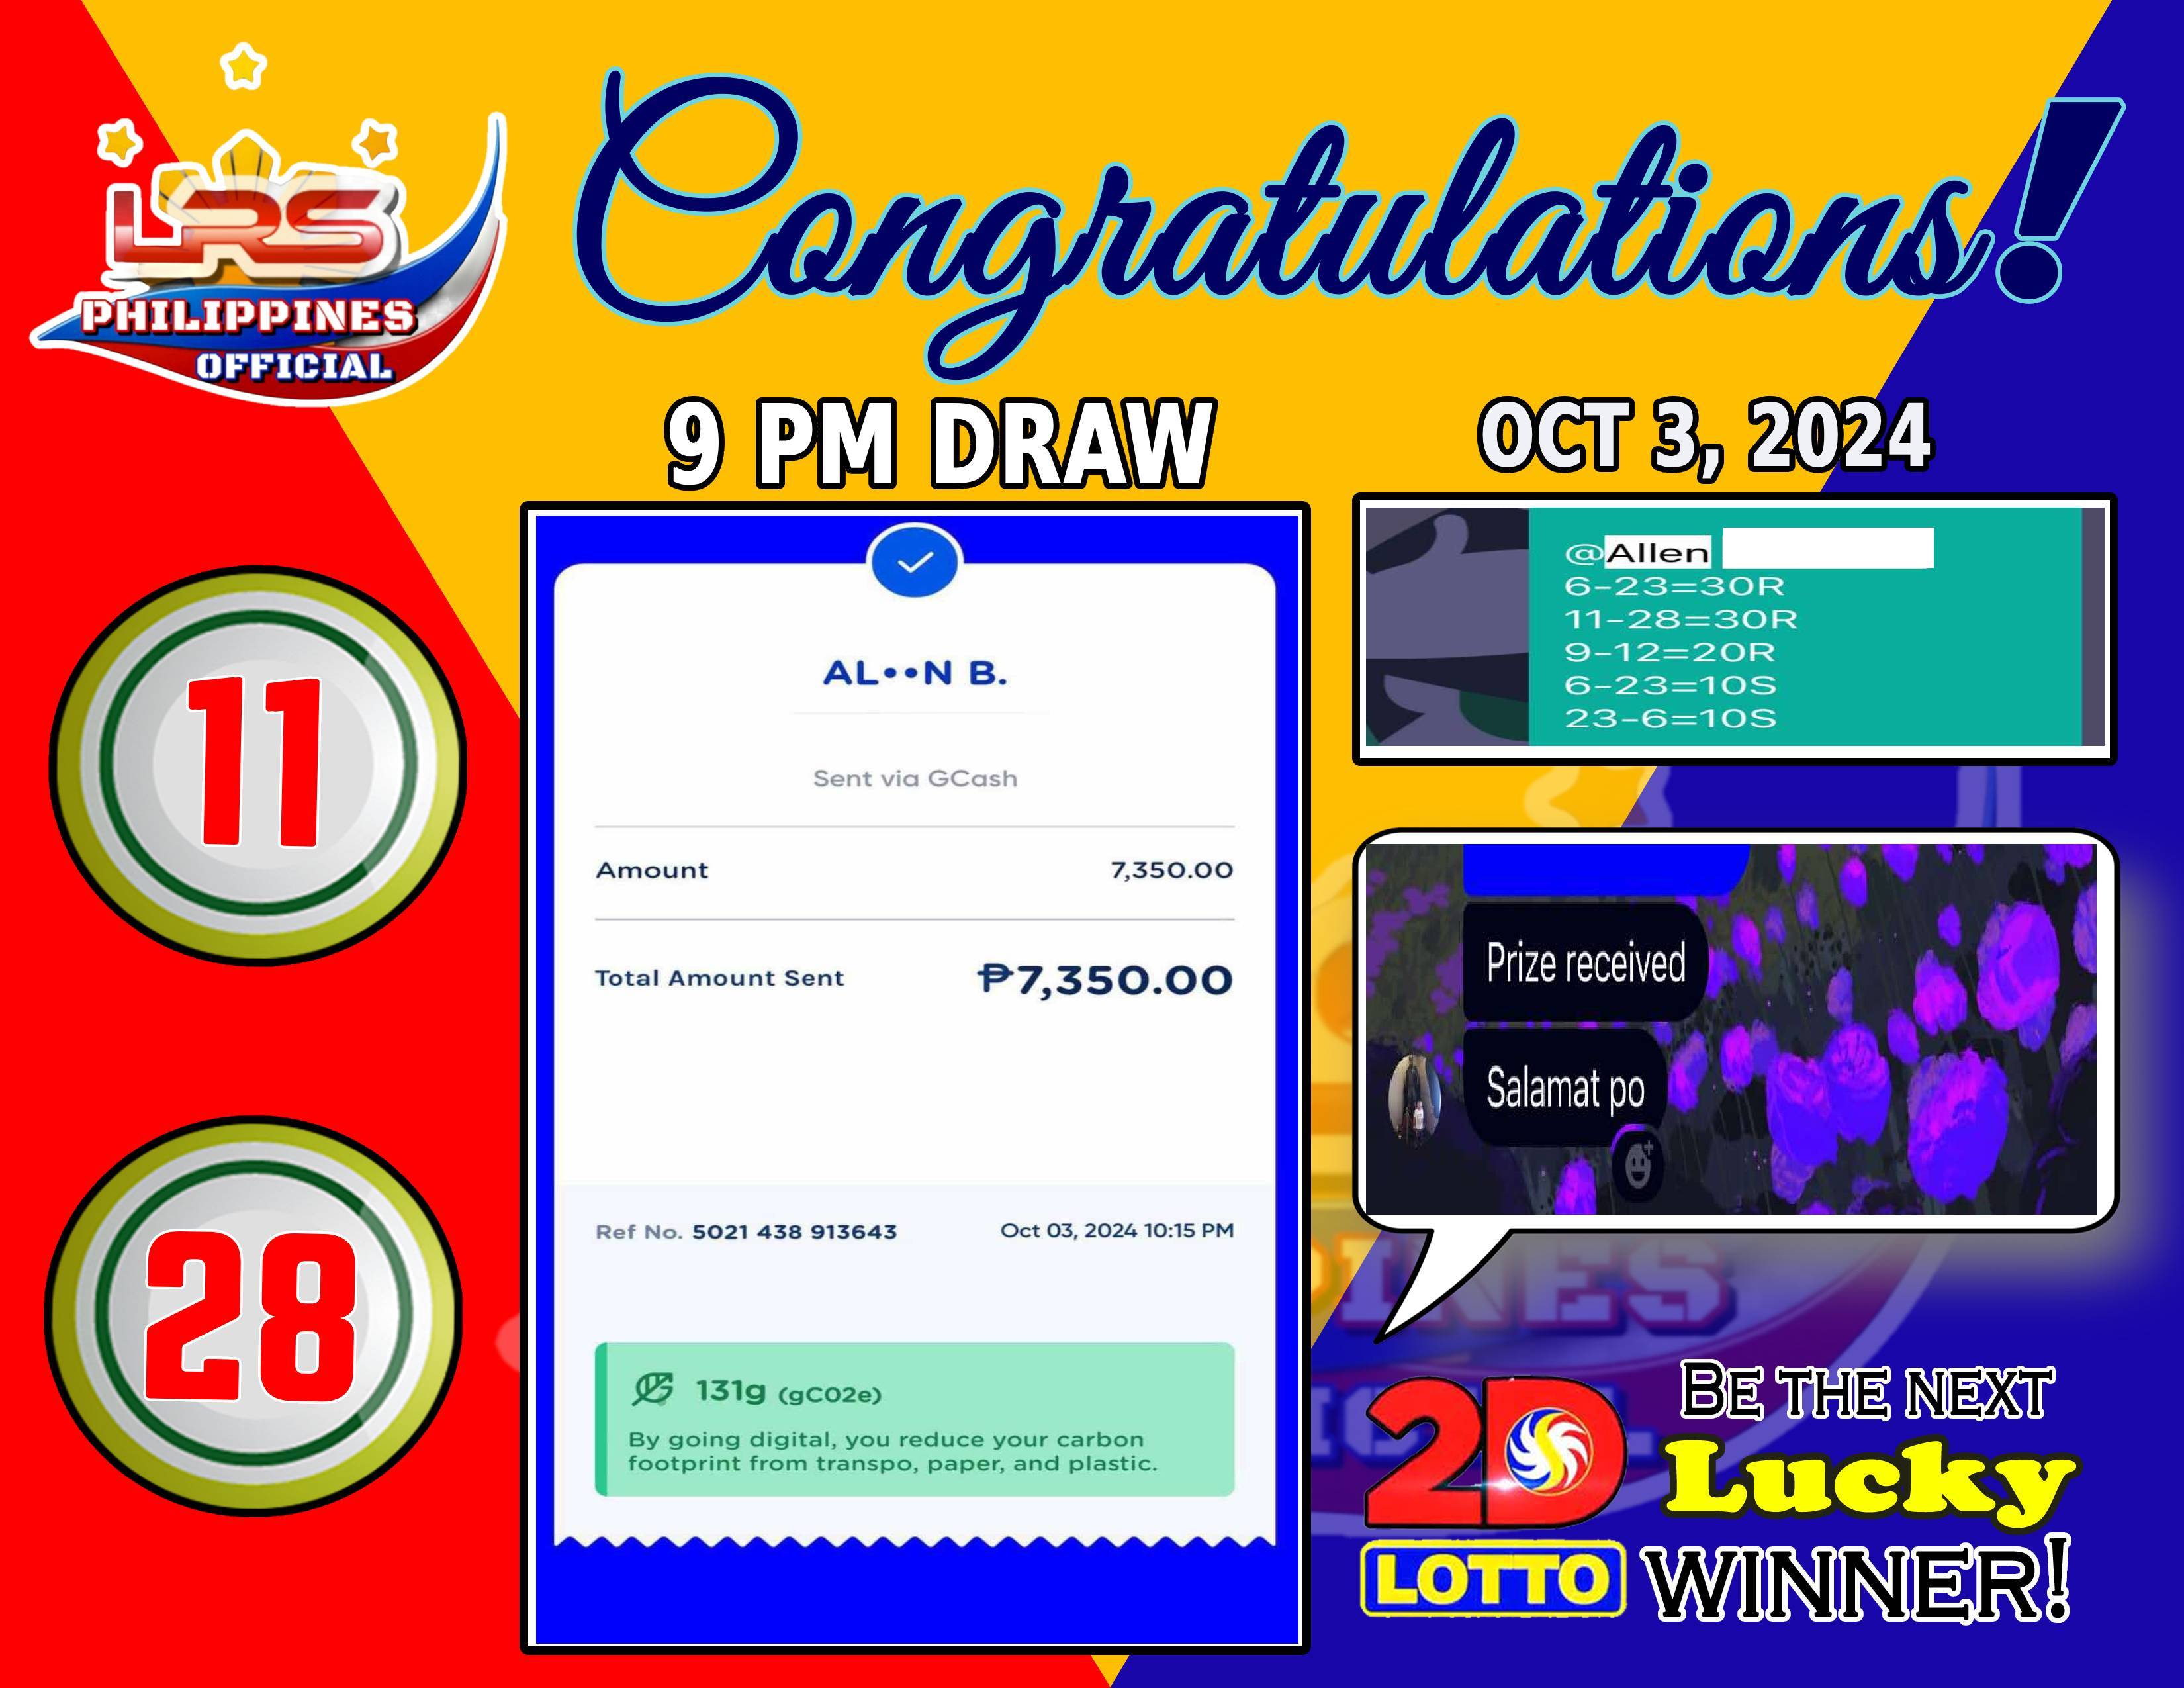 LRS
PHILIPPINES
OFFICIAL
Congratulations!
9 PM DRAW
OCT 3, 2024
11
28
AL••N B.
Sent via GCash
Amount 7,350.00
Total Amount Sent ₱7,350.00
Ref No. 5021 438 913643 Oct 03, 2024 10:15 PM
131g (gCO2e)
By going digital, you reduce your carbon
footprint from transpo, paper, and plastic.
@Allen
6-23=30R
11-28=30R
9-12=20R
6-23=10S
23-6=10S
Prize received
Salamat po
2D
LOTTO
BE THE NEXT
Lucky
WINNER!